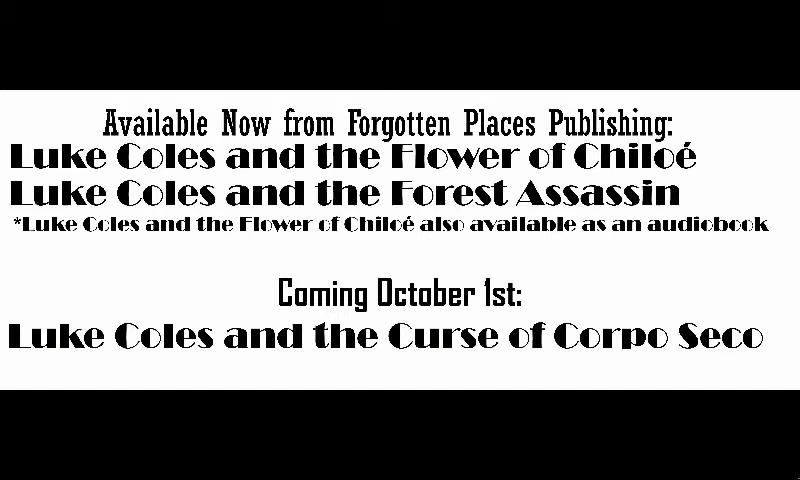 Available Now from Forgotten Places Publishing:
Luke Coles and the Flower of Chiloé
Luke Coles and the Forest Assassin
*Luke Coles and the Flower of Chiloé also available as an audiobook
Coming October 1st:
Luke Coles and the Curse of Corpo Seco